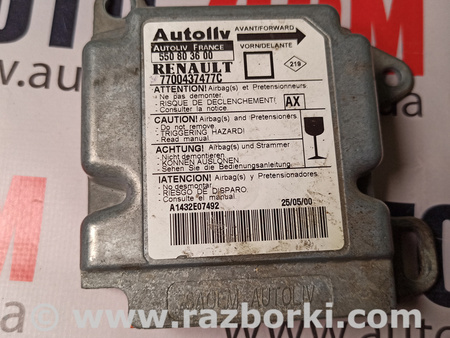 Autoliv
AVANT/FORWARD
AUTOLIV FRANCE
VORN/DELANTE
550 80 36 00
RENAULT
219
7700437477C
ATTENTION! Airbag(s) et Pretensionneurs
- Ne pas demonter.
- RISQUE DE DECLENCHEMENT!
- Consulter la notice
AX
CAUTION! Airbag(s) and Pretensioners
- Do not remove
- TRIGGERING HAZARD!
- Read manual
ACHTUNG! Airbag(s) und Strammer
- Nicht demontieren
- KONNEN AUSLONEN
- Sehen Sie die Bedienungsanleitung.
!ATENCION! Airbag(s) y Pretensionadores
- No desmontar
- RIESGO DE DISPARO.
- Consulte el manual
A1432E07492
25/05/00
AUTOLIV
www.razborki.com